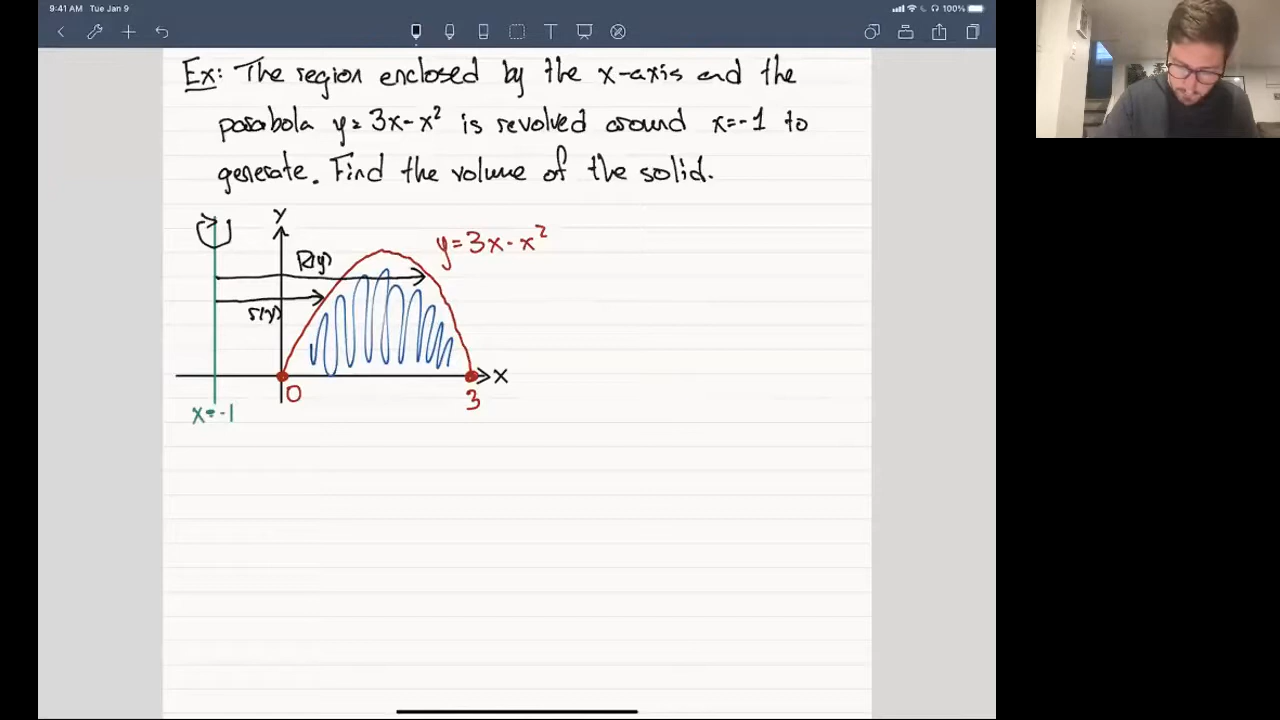 9:41 AM Tue Jan 9
100%
Ex: The region enclosed by the x-axis and the
parabola y = 3x - x² is revolved around x=-1 to
generate. Find the volume of the solid.
y
y = 3x - x²
R(y)
r(y)
x
0
3
x = -1